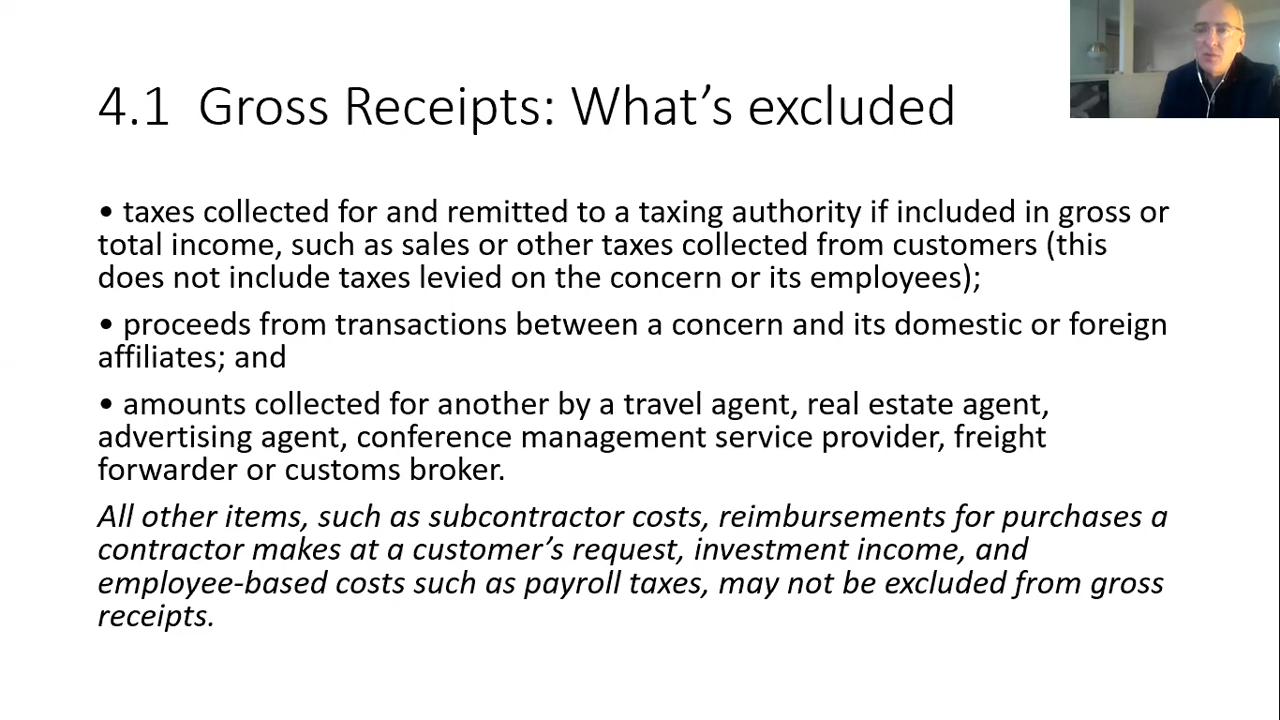 4.1 Gross Receipts: What’s excluded
• taxes collected for and remitted to a taxing authority if included in gross or
total income, such as sales or other taxes collected from customers (this
does not include taxes levied on the concern or its employees);
• proceeds from transactions between a concern and its domestic or foreign
affiliates; and
• amounts collected for another by a travel agent, real estate agent,
advertising agent, conference management service provider, freight
forwarder or customs broker.
All other items, such as subcontractor costs, reimbursements for purchases a
contractor makes at a customer’s request, investment income, and
employee-based costs such as payroll taxes, may not be excluded from gross
receipts.